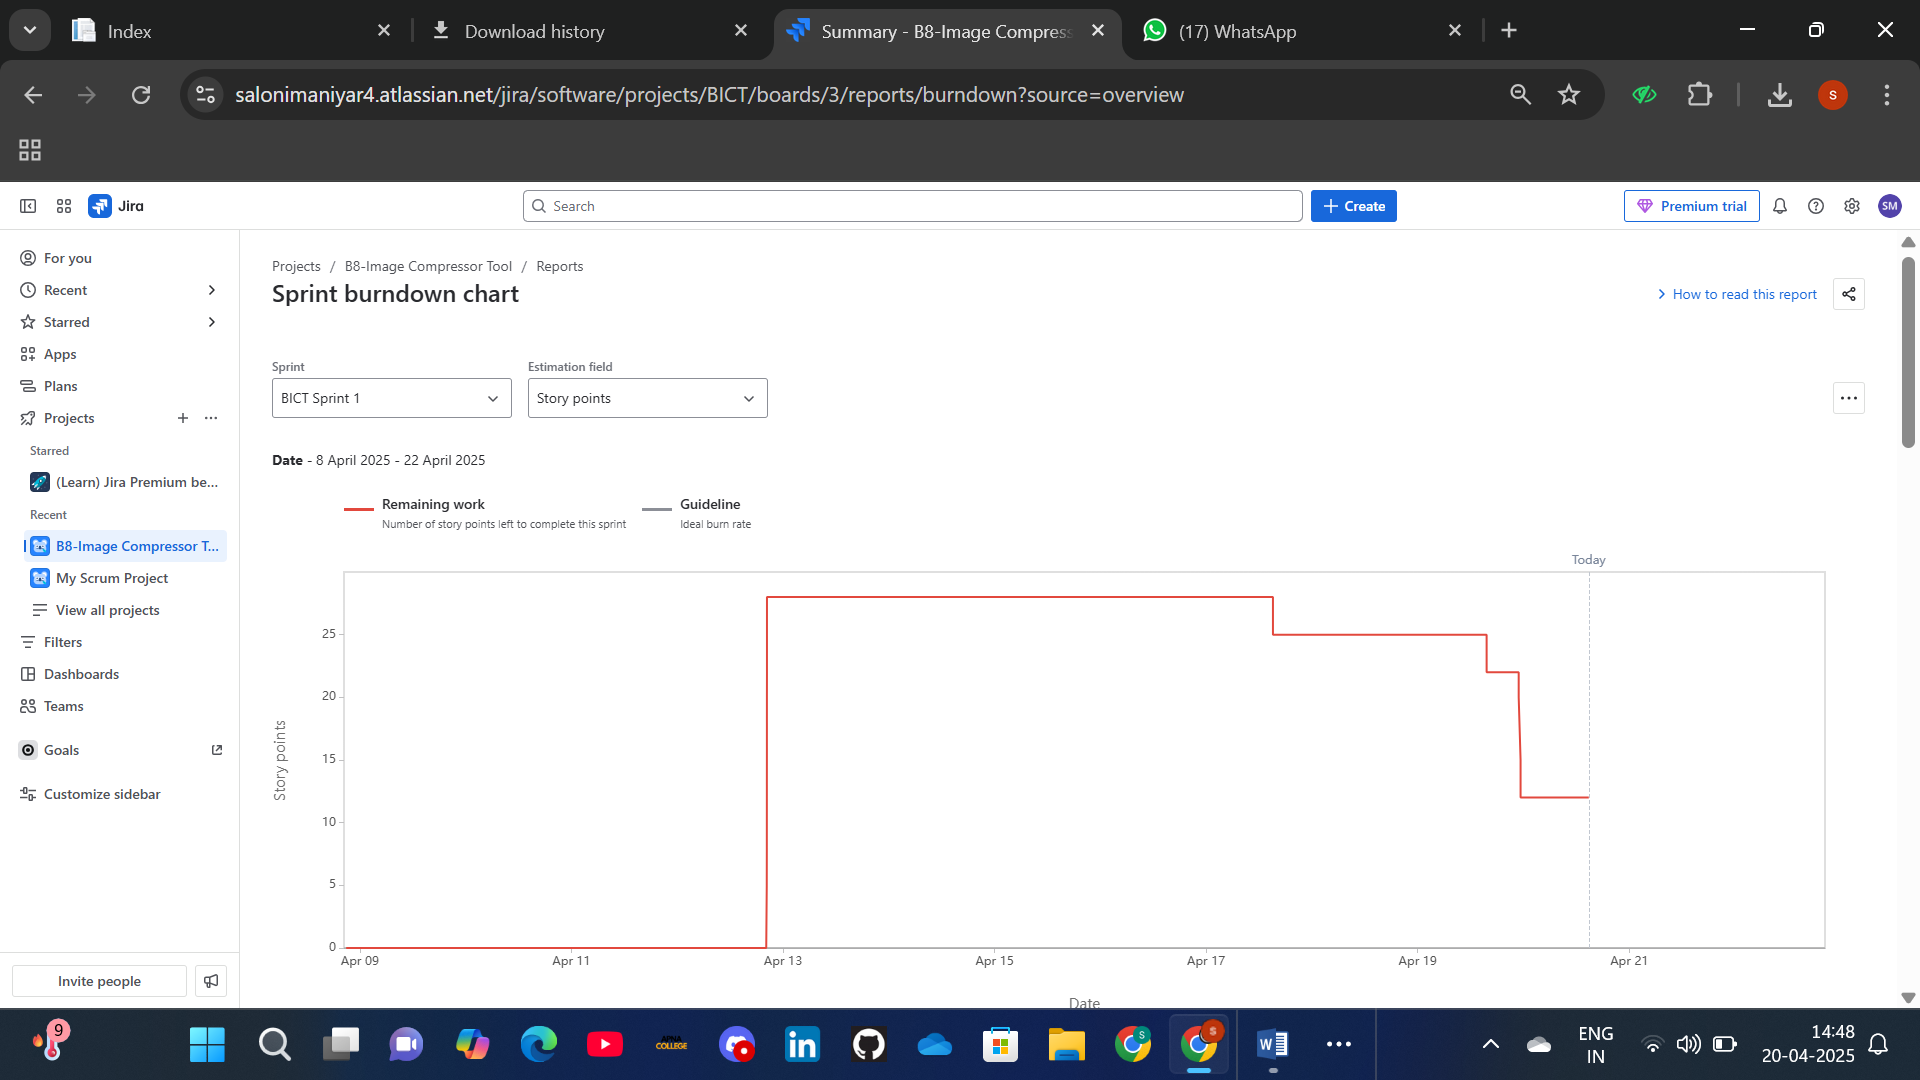 Index
Download history
Summary - B8-Image Compress
(17) WhatsApp
salonimaniyar4.atlassian.net/jira/software/projects/BICT/boards/3/reports/burndown?source=overview
S
Jira
Search
Create
Premium trial
SM
For you
Recent
Starred
Apps
Plans
Projects
Starred
(Learn) Jira Premium be...
Recent
B8-Image Compressor T...
My Scrum Project
View all projects
Filters
Dashboards
Teams
Goals
Customize sidebar
Invite people
Projects / B8-Image Compressor Tool / Reports
Sprint burndown chart
How to read this report
Sprint
BICT Sprint 1
Estimation field
Story points
Date - 8 April 2025 - 22 April 2025
Remaining work
Number of story points left to complete this sprint
Guideline
Ideal burn rate
Today
Story points
25
20
15
10
5
0
Apr 09
Apr 11
Apr 13
Apr 15
Apr 17
Apr 19
Apr 21
Date
9
APNA
COLLEGE
S
S
ENG
IN
14:48
20-04-2025